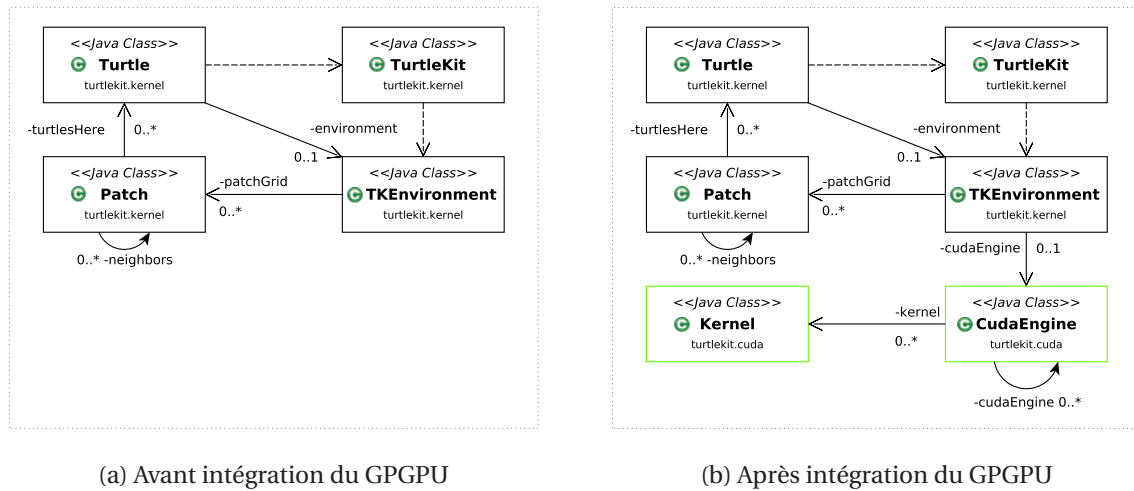 <<Java Class>>
C Turtle
turtlekit.kernel
<<Java Class>>
C TurtleKit
turtlekit.kernel
-turtlesHere
0..*
-environment
0..1
<<Java Class>>
C Patch
turtlekit.kernel
-patchGrid
0..*
<<Java Class>>
C TKEnvironment
turtlekit.kernel
0..* -neighbors
(a) Avant intégration du GPGPU
<<Java Class>>
C Turtle
turtlekit.kernel
<<Java Class>>
C TurtleKit
turtlekit.kernel
-turtlesHere
0..*
-environment
0..1
<<Java Class>>
C Patch
turtlekit.kernel
-patchGrid
0..*
<<Java Class>>
C TKEnvironment
turtlekit.kernel
0..* -neighbors
-cudaEngine
0..1
<<Java Class>>
C Kernel
turtlekit.cuda
-kernel
0..*
<<Java Class>>
C CudaEngine
turtlekit.cuda
-cudaEngine 0..*
(b) Après intégration du GPGPU